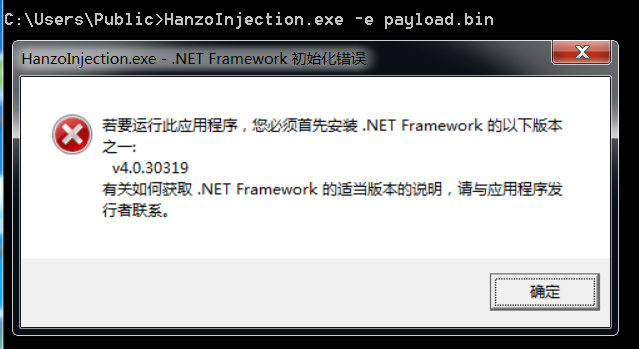 C:\Users\Public>HanzoInjection.exe -e payload.bin
HanzoInjection.exe - .NET Framework 初始化错误
若要运行此应用程序，您必须首先安装 .NET Framework 的以下版本
之一:
v4.0.30319
有关如何获取 .NET Framework 的适当版本的说明，请与应用程序发
行者联系。
确定